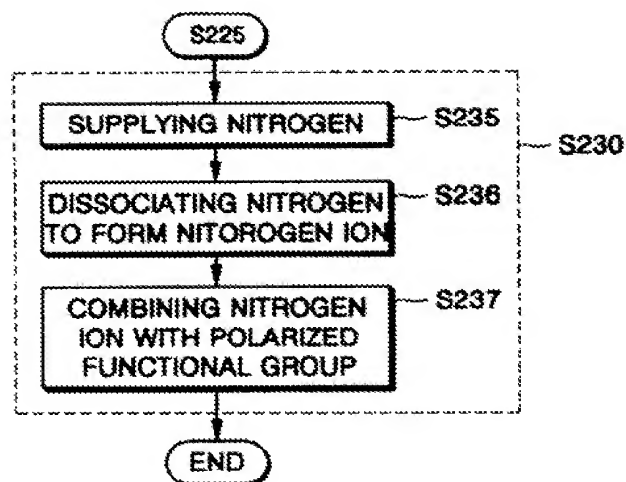 S225
SUPPLYING NITROGEN
S235
S230
DISSOCIATING NITROGEN
TO FORM NITOROGEN ION
S236
COMBINING NITROGEN
ION WITH POLARIZED
FUNCTIONAL GROUP
S237
END